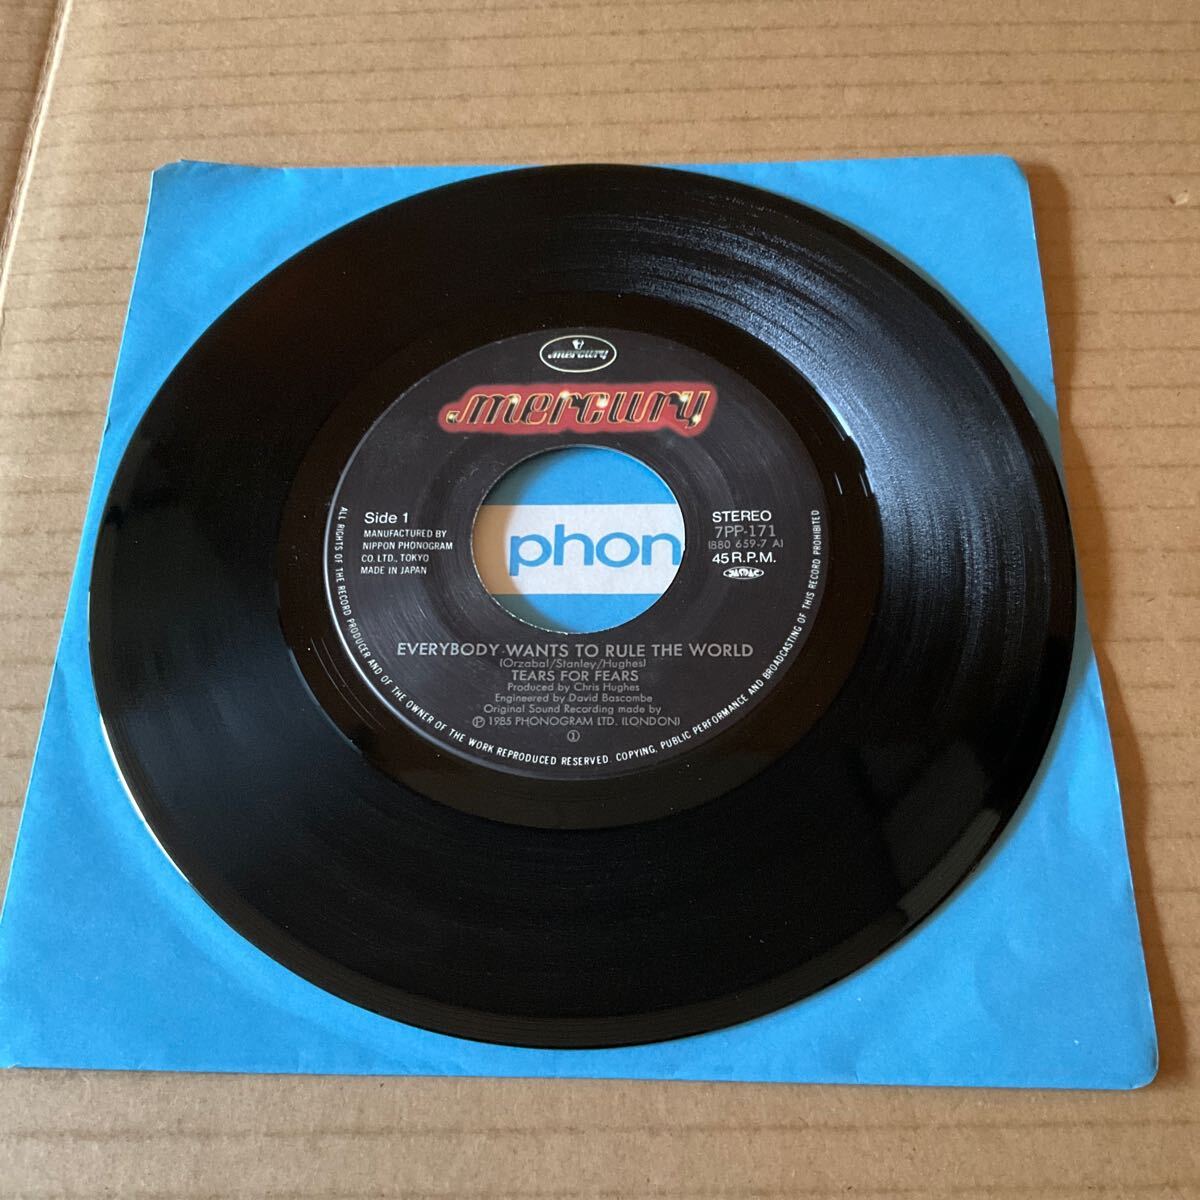 mercury
mercury
Side 1
MANUFACTURED BY
NIPPON PHONOGRAM
CO. LTD., TOKYO
MADE IN JAPAN
phon
STEREO
7PP-171
(880 659-7 A)
45 R.P.M.
EVERYBODY WANTS TO RULE THE WORLD
(Orzabal/Stanley/Hughes)
TEARS FOR FEARS
Produced by Chris Hughes
Engineered by David Bascombe
Original Sound Recording made by
Ⓟ 1985 PHONOGRAM LTD. (LONDON)
①
ALL RIGHTS OF THE RECORD PRODUCER AND OF THE OWNER OF THE WORK REPRODUCED RESERVED. COPYING, PUBLIC PERFORMANCE AND BROADCASTING OF THIS RECORD PROHIBITED